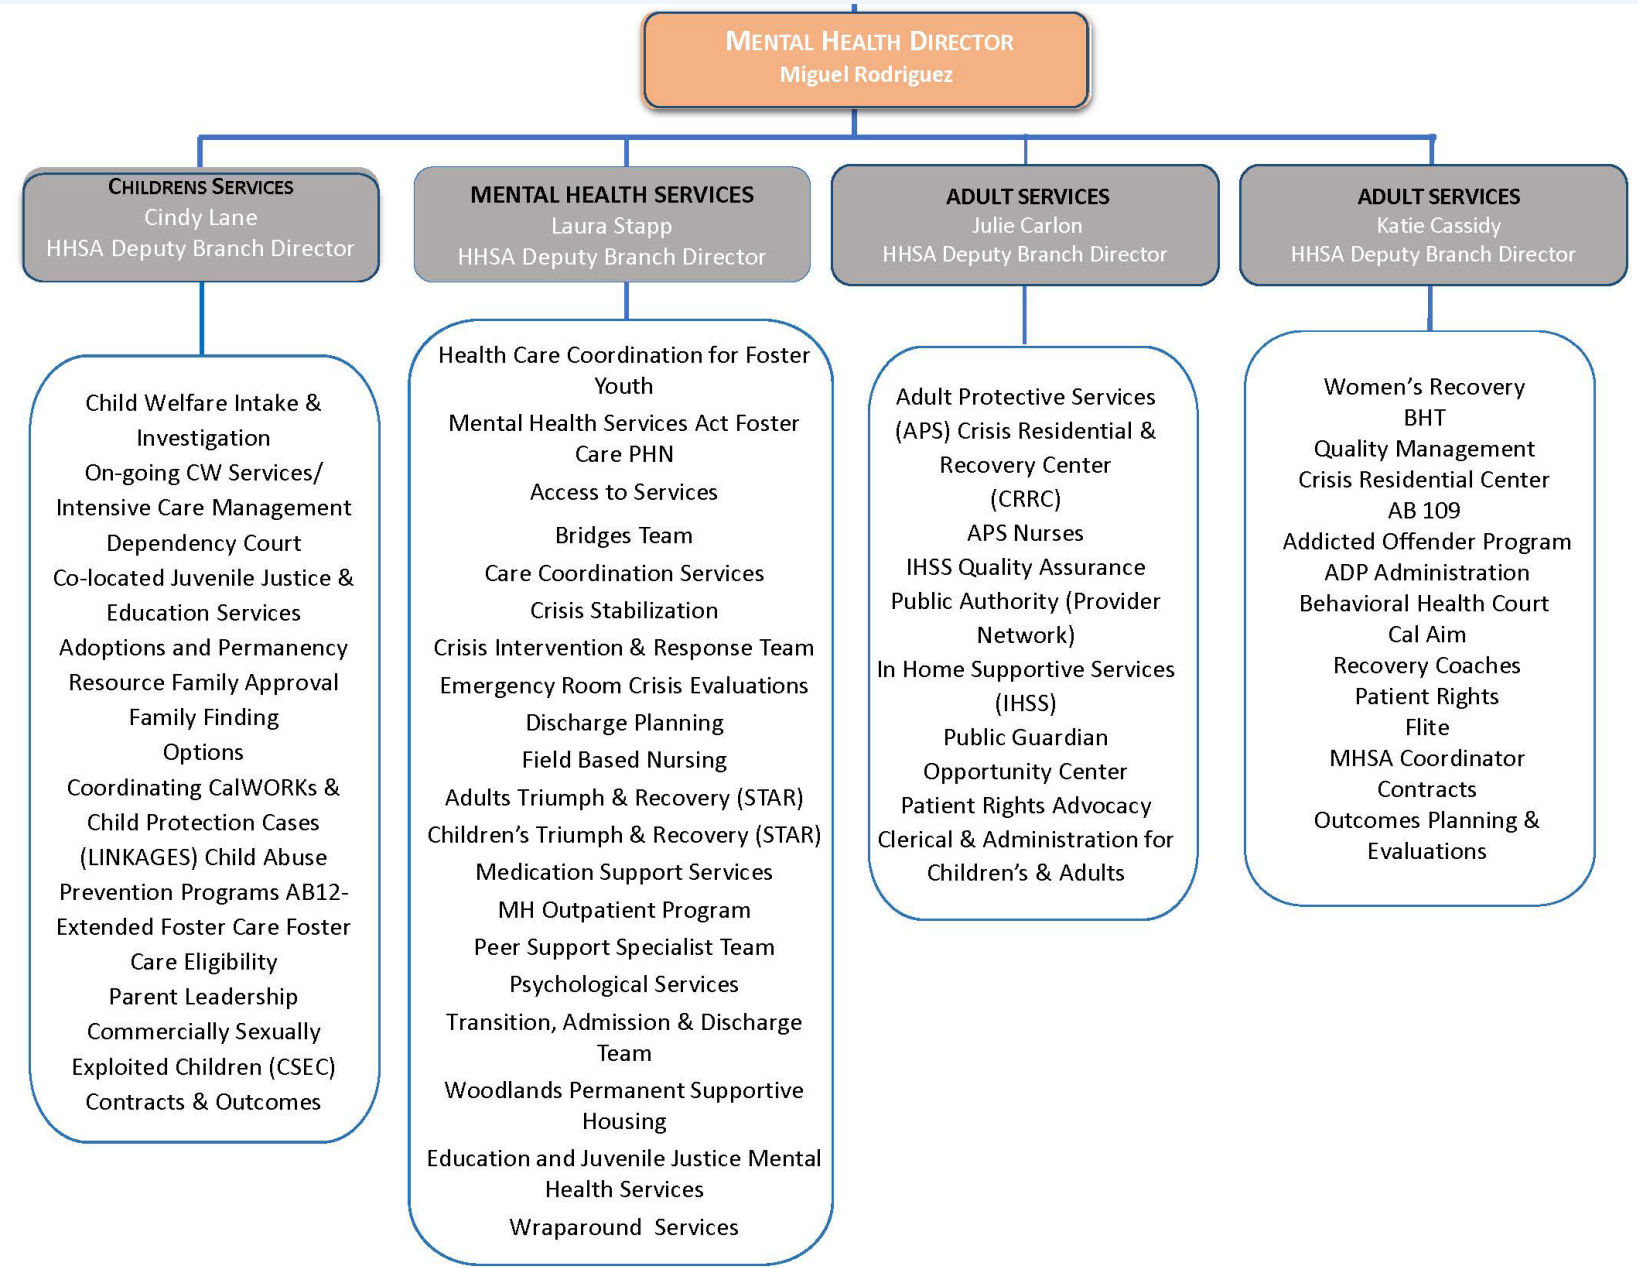 MENTAL HEALTH DIRECTOR
Miguel Rodriguez
CHILDRENS SERVICES
Cindy Lane
HHSA Deputy Branch Director
MENTAL HEALTH SERVICES
Laura Stapp
HHSA Deputy Branch Director
ADULT SERVICES
Julie Carlon
HHSA Deputy Branch Director
ADULT SERVICES
Katie Cassidy
HHSA Deputy Branch Director
Child Welfare Intake &
Investigation
On-going CW Services/
Intensive Care Management
Dependency Court
Co-located Juvenile Justice &
Education Services
Adoptions and Permanency
Resource Family Approval
Family Finding
Options
Coordinating CalWORKs &
Child Protection Cases
(LINKAGES) Child Abuse
Prevention Programs AB12-
Extended Foster Care Foster
Care Eligibility
Parent Leadership
Commercially Sexually
Exploited Children (CSEC)
Contracts & Outcomes
Health Care Coordination for Foster
Youth
Mental Health Services Act Foster
Care PHN
Access to Services
Bridges Team
Care Coordination Services
Crisis Stabilization
Crisis Intervention & Response Team
Emergency Room Crisis Evaluations
Discharge Planning
Field Based Nursing
Adults Triumph & Recovery (STAR)
Children's Triumph & Recovery (STAR)
Medication Support Services
MH Outpatient Program
Peer Support Specialist Team
Psychological Services
Transition, Admission & Discharge
Team
Woodlands Permanent Supportive
Housing
Education and Juvenile Justice Mental
Health Services
Wraparound  Services
Adult Protective Services
(APS) Crisis Residential &
Recovery Center
(CRRC)
APS Nurses
IHSS Quality Assurance
Public Authority (Provider
Network)
In Home Supportive Services
(IHSS)
Public Guardian
Opportunity Center
Patient Rights Advocacy
Clerical & Administration for
Children's & Adults
Women's Recovery
BHT
Quality Management
Crisis Residential Center
AB 109
Addicted Offender Program
ADP Administration
Behavioral Health Court
Cal Aim
Recovery Coaches
Patient Rights
Flite
MHSA Coordinator
Contracts
Outcomes Planning &
Evaluations